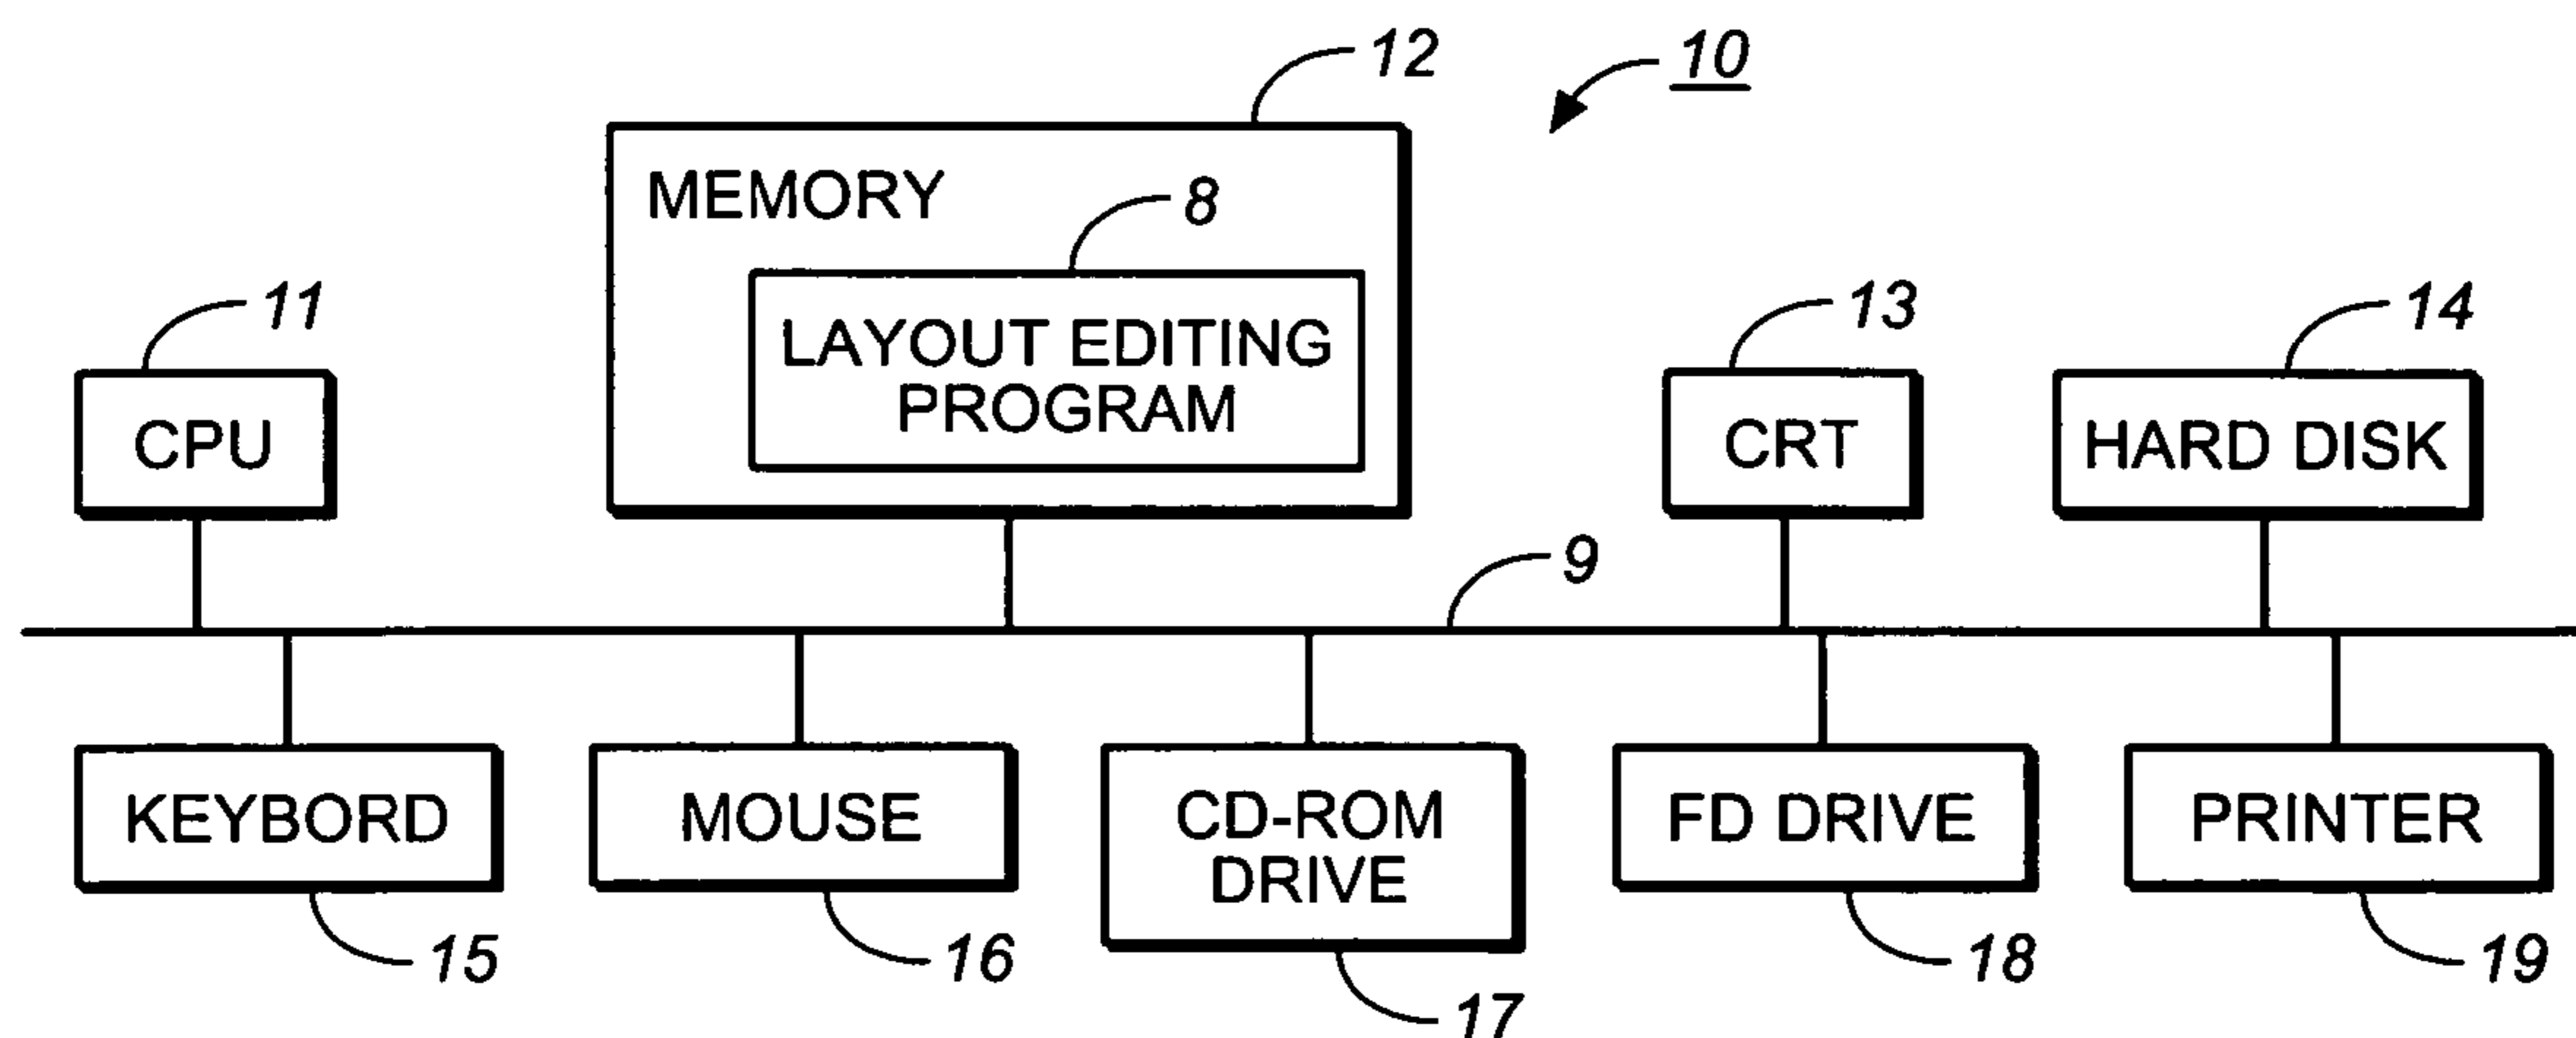 12
10
MEMORY
8
11
LAYOUT EDITING
PROGRAM
13
14
CPU
CRT
HARD DISK
9
KEYBORD
MOUSE
CD-ROM
DRIVE
FD DRIVE
PRINTER
15
16
17
18
19